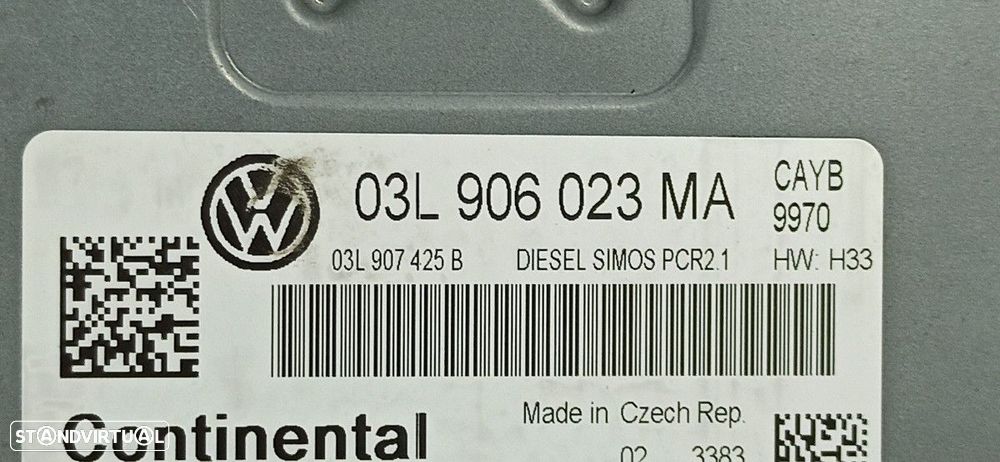 03L 906 023 MA
CAYB
9970
03L 907 425 B DIESEL SIMOS PCR2.1 HW: H33
Continental
Made in Czech Rep.
02 3383
STANDVIRTUAL